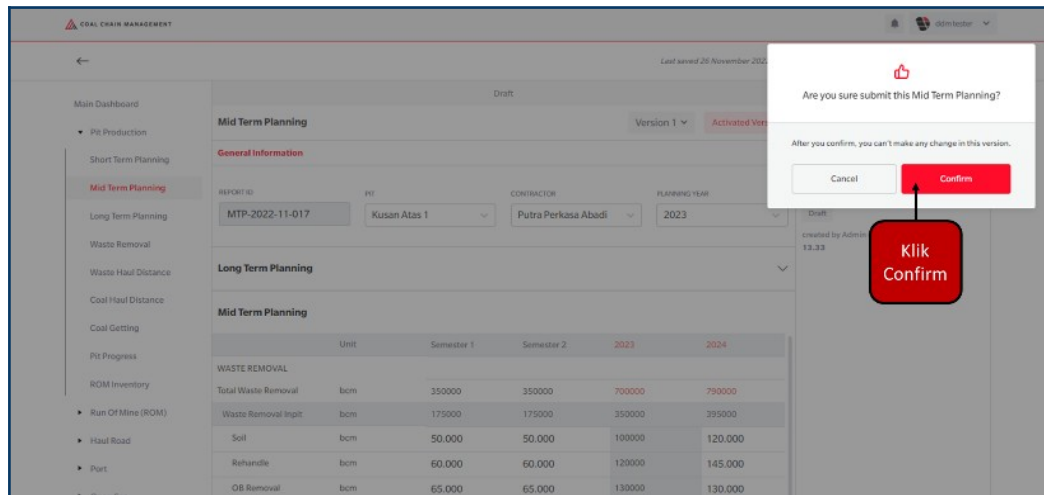 COAL CHAIN MANAGEMENT
ddm tester
Last saved 26 November 202
Are you sure submit this Mid Term Planning?
After you confirm, you can't make any change in this version.
Cancel Confirm
Klik
Confirm
Main Dashboard
Pit Production
Short Term Planning
Mid Term Planning
Long Term Planning
Waste Removal
Waste Haul Distance
Coal Haul Distance
Coal Getting
Pit Progress
ROM Inventory
Run Of Mine (ROM)
Haul Road
Port
Draft
Mid Term Planning Version 1 Activated Vers
General Information
REPORT ID PIT CONTRACTOR PLANNING YEAR
MTP-2022-11-017 Kusan Atas 1 Putra Perkasa Abadi 2023
Draft
created by Admin
13.33
Long Term Planning
Mid Term Planning
Unit Semester 1 Semester 2 2023 2024
WASTE REMOVAL
Total Waste Removal bcm 350000 350000 700000 790000
Waste Removal Inpit bcm 175000 175000 350000 395000
Soil bcm 50.000 50.000 100000 120.000
Rehandle bcm 60.000 60.000 120000 145.000
OB Removal bcm 65.000 65.000 130000 130.000